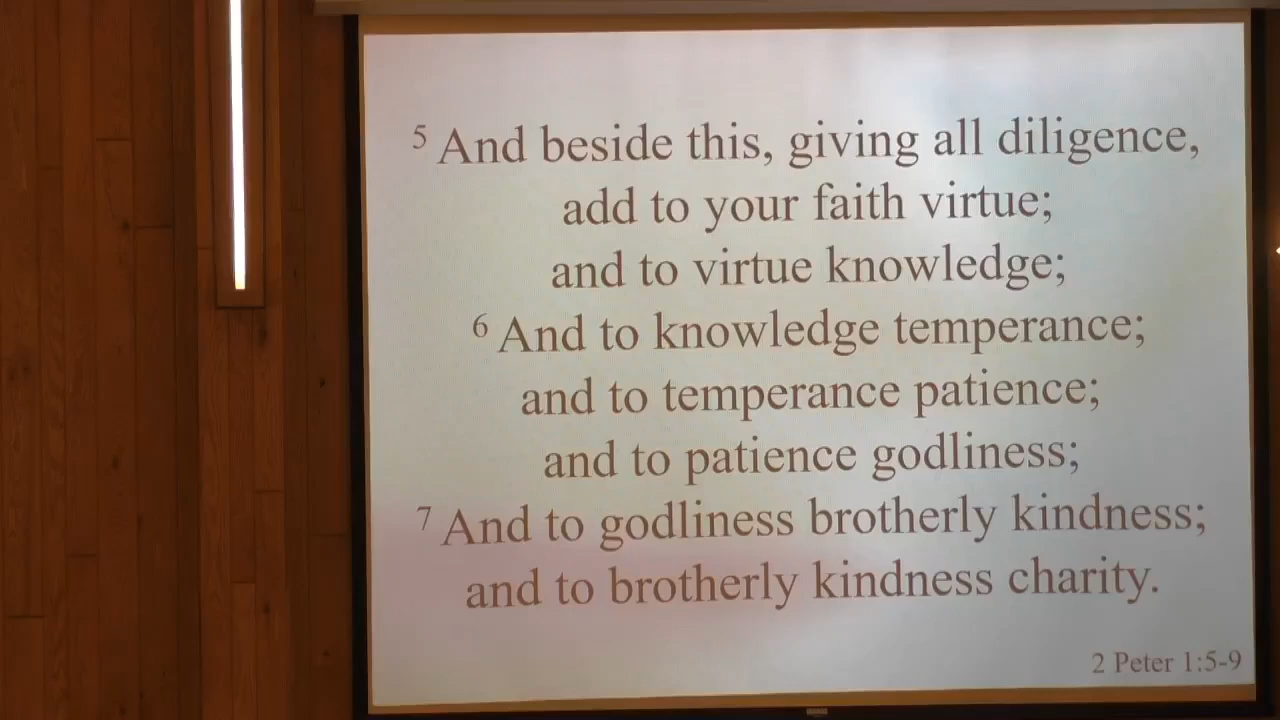 5 And beside this, giving all diligence,
add to your faith virtue;
and to virtue knowledge;
6 And to knowledge temperance;
and to temperance patience;
and to patience godliness;
7 And to godliness brotherly kindness;
and to brotherly kindness charity.
2 Peter 1:5-9